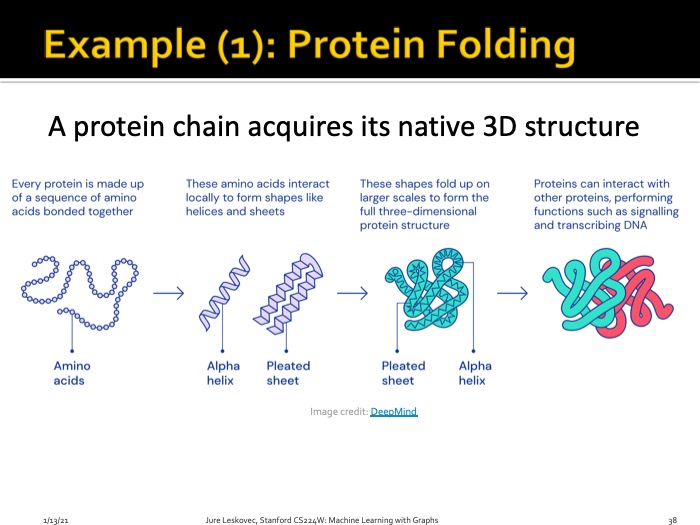 Example (1): Protein Folding
A protein chain acquires its native 3D structure
Every protein is made up
of a sequence of amino
acids bonded together
These amino acids interact
locally to form shapes like
helices and sheets
These shapes fold up on
larger scales to form the
full three-dimensional
protein structure
Proteins can interact with
other proteins, performing
functions such as signalling
and transcribing DNA
Amino
acids
Alpha
helix
Pleated
sheet
Pleated
sheet
Alpha
helix
Image credit: DeepMind
1/13/21
Jure Leskovec, Stanford CS224W: Machine Learning with Graphs
38